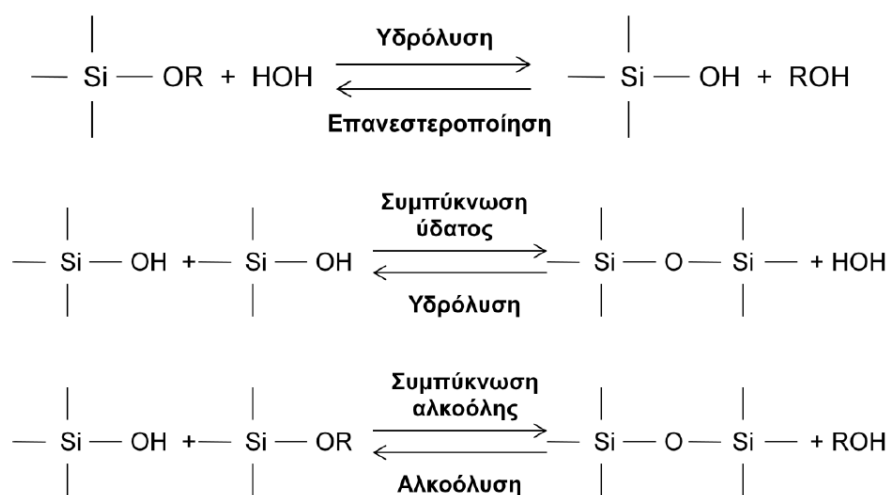 Υδρόλυση
Si — OR + HOH
Si — OH + ROH
Επανεστεροποίηση
Συμπύκνωση
ύδατος
Si — OH + — Si — OH
Si — O — Si — + HOH
Υδρόλυση
Συμπύκνωση
αλκοόλης
Si — OH + — Si — OR
Si — O — Si — + ROH
Αλκοόλυση